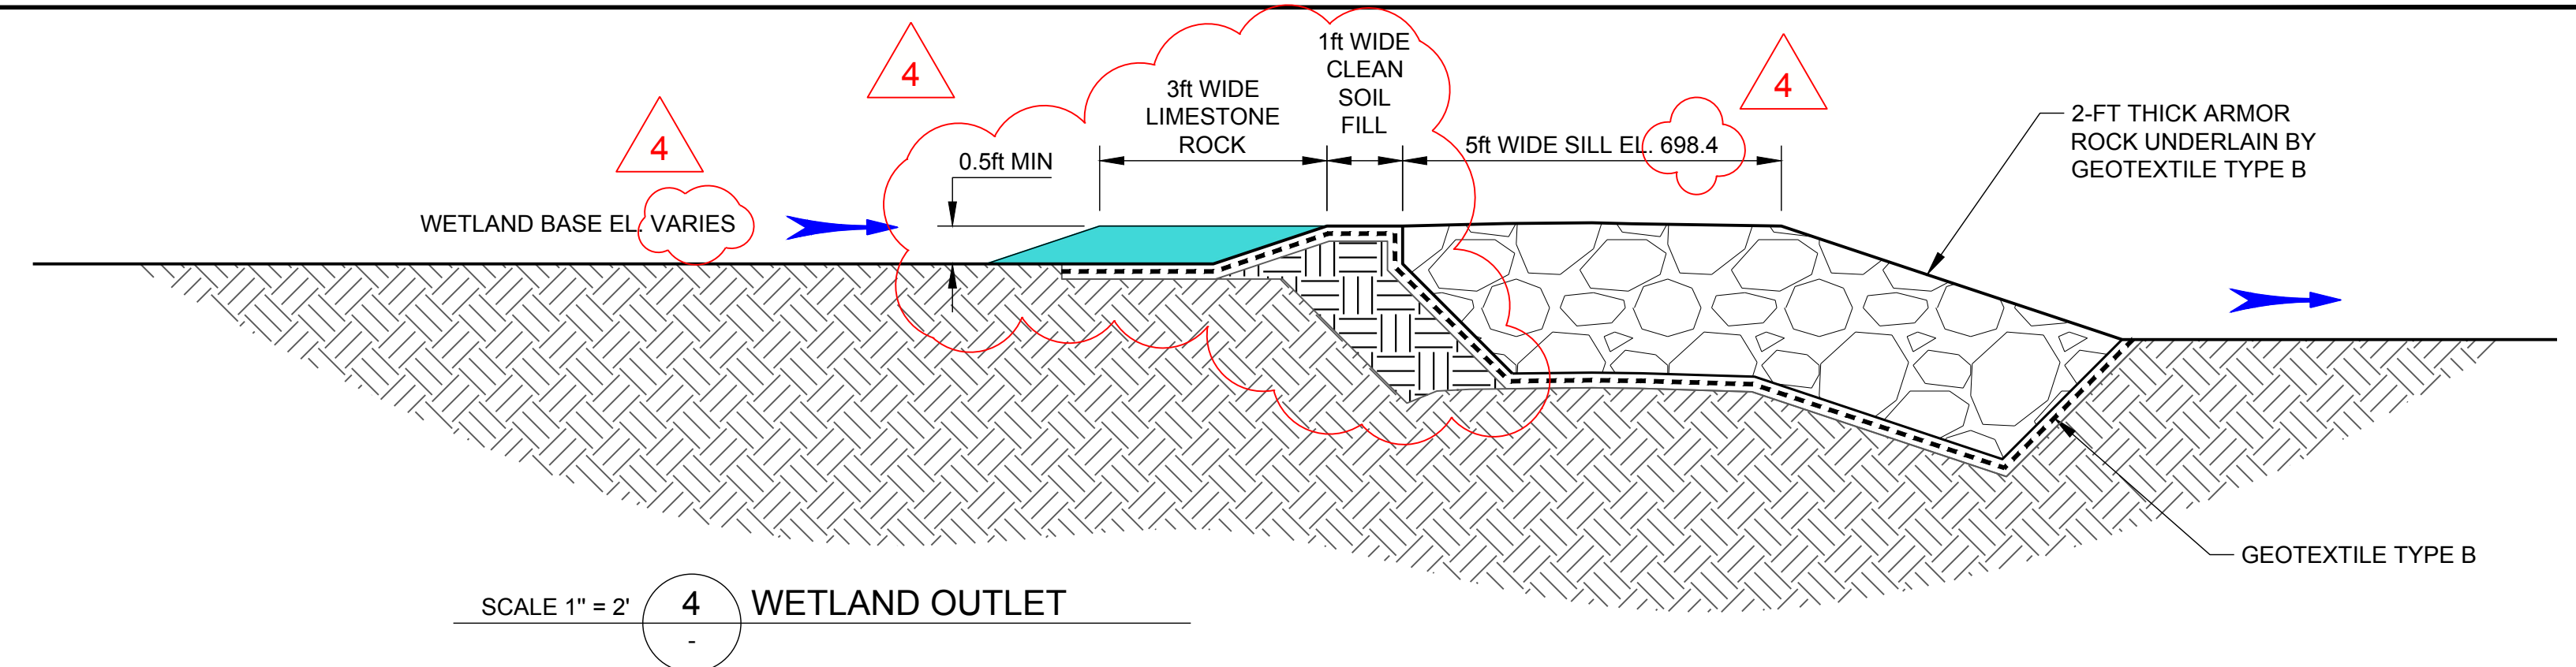 4
4
4
1ft WIDE
CLEAN
SOIL
FILL
3ft WIDE
LIMESTONE
ROCK
0.5ft MIN
5ft WIDE SILL EL. 698.4
2-FT THICK ARMOR
ROCK UNDERLAIN BY
GEOTEXTILE TYPE B
WETLAND BASE EL. VARIES
GEOTEXTILE TYPE B
SCALE 1" = 2'
4
-
WETLAND OUTLET